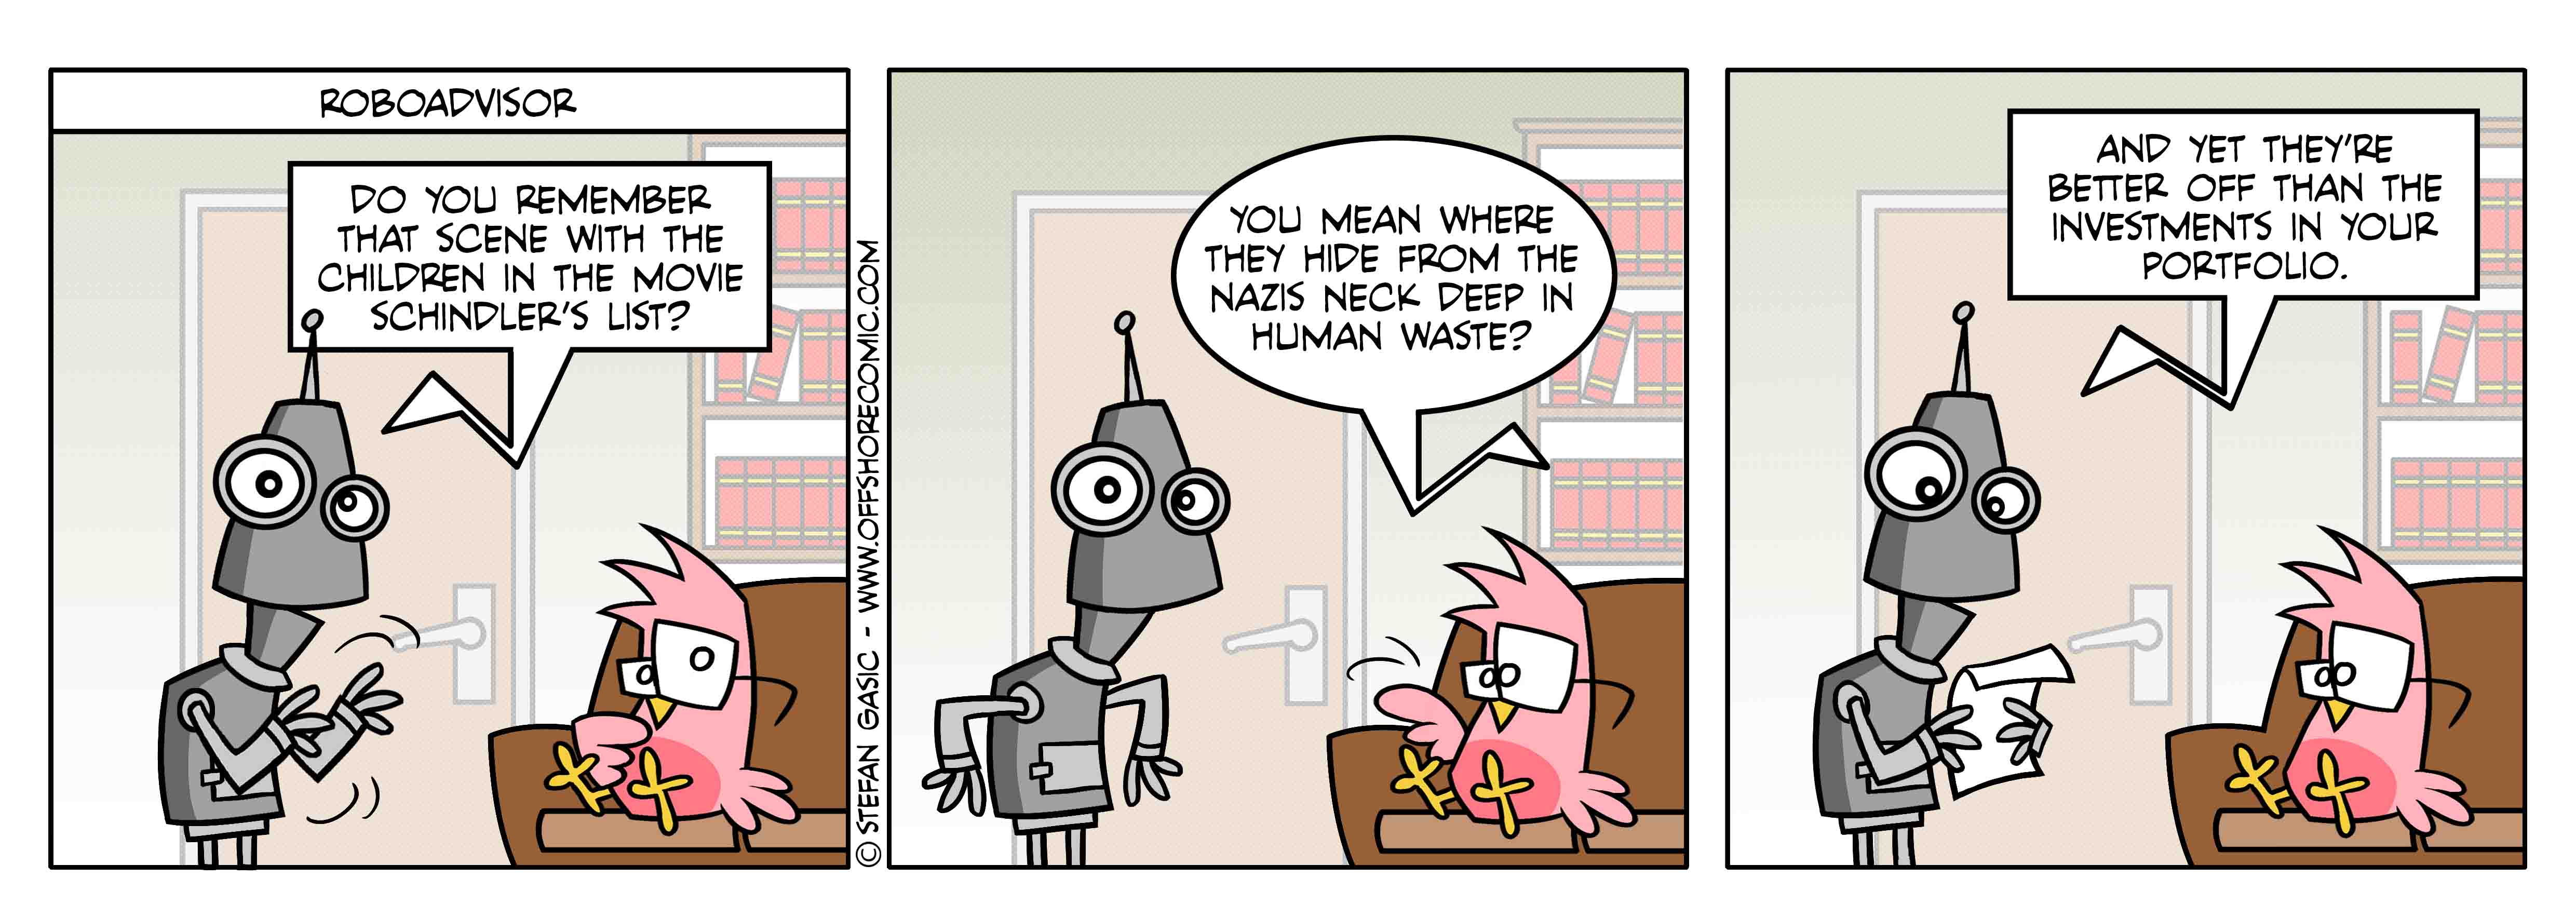 ROBOADVISOR
DO YOU REMEMBER
THAT SCENE WITH THE
CHILDREN IN THE MOVIE
SCHINDLER'S LIST?
© STEFAN GASIC - WWW.OFFSHORECOMIC.COM
YOU MEAN WHERE
THEY HIDE FROM THE
NAZIS NECK DEEP IN
HUMAN WASTE?
AND YET THEY'RE
BETTER OFF THAN THE
INVESTMENTS IN YOUR
PORTFOLIO.